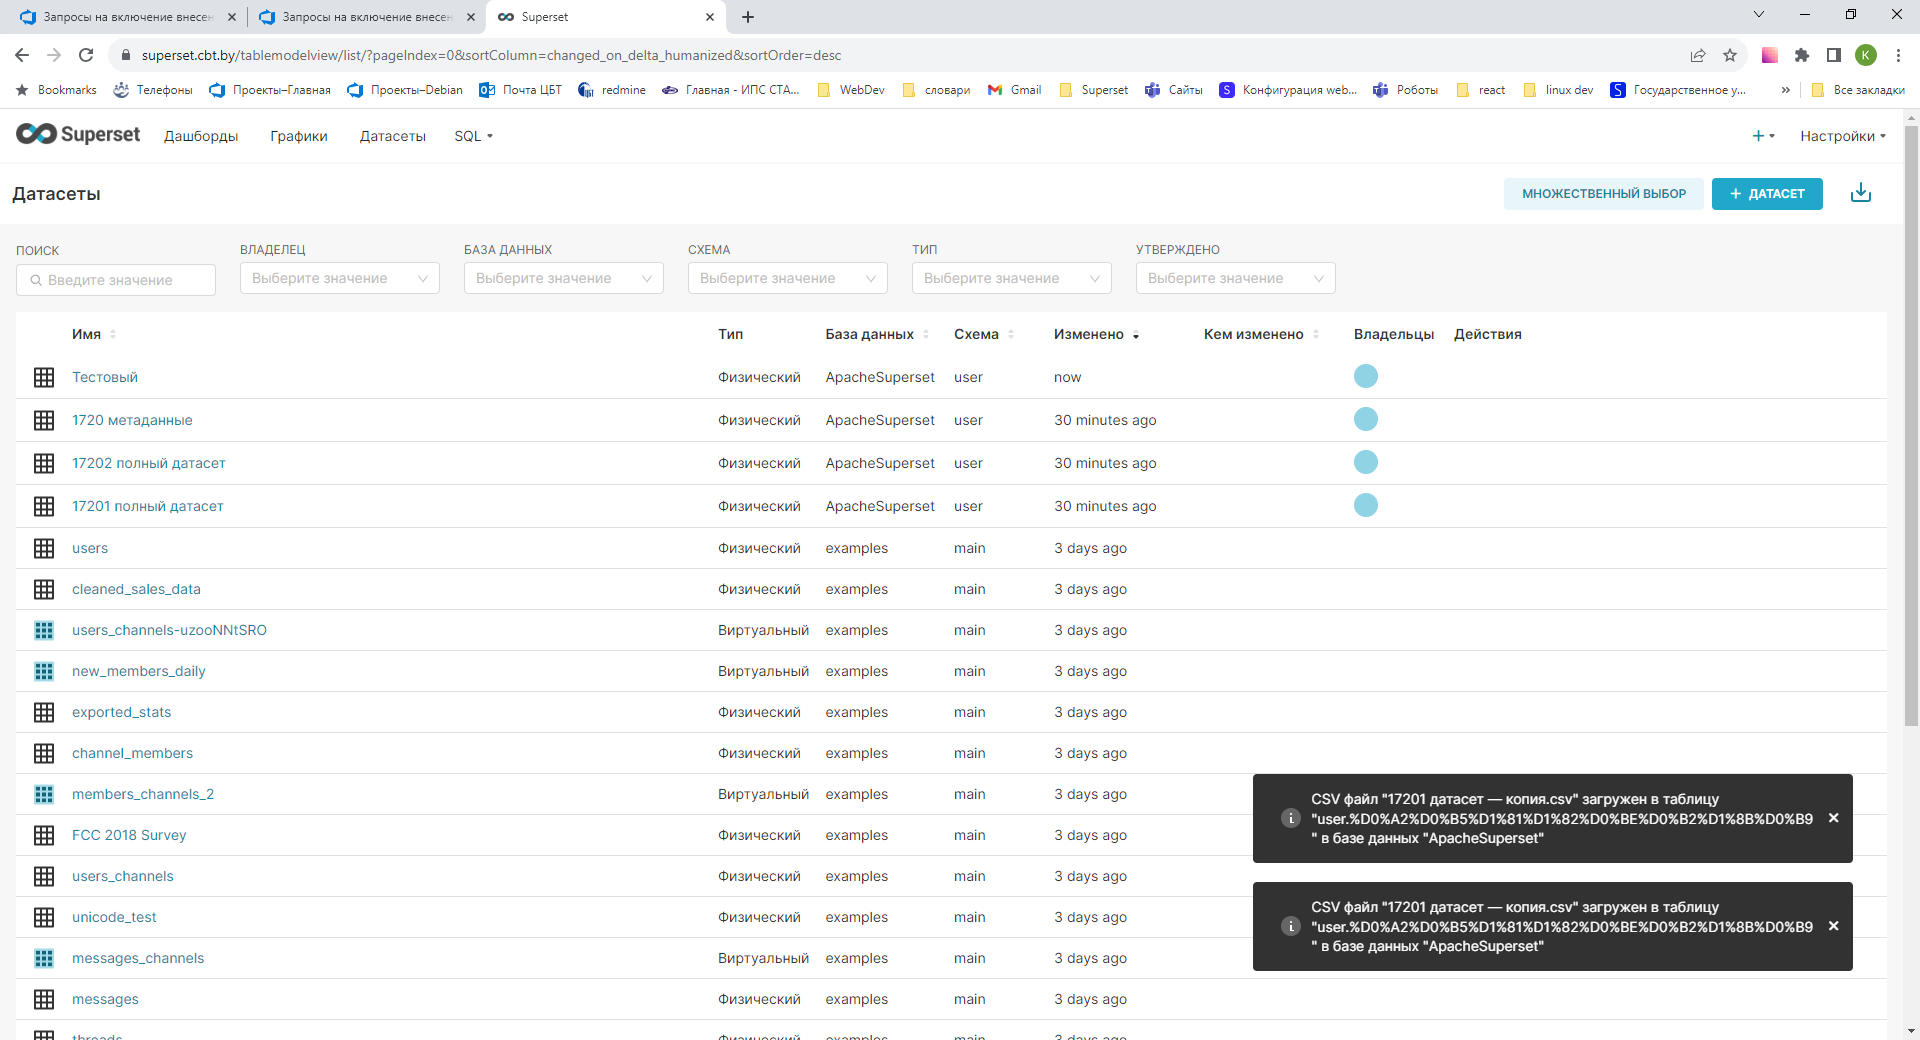 Запросы на включение внесен
Запросы на включение внесен
Superset
superset.cbt.by/tablemodelview/list/?pageIndex=0&sortColumn=changed_on_delta_humanized&sortOrder=desc
K
Bookmarks Телефоны Проекты–Главная Проекты–Debian Почта ЦБТ redmine Главная - ИПС СТА... WebDev словари Gmail Superset Сайты Конфигурация web... Роботы react linux dev Государственное у... » Все закладки
Superset Дашборды Графики Датасеты SQL + Настройки
Датасеты
МНОЖЕСТВЕННЫЙ ВЫБОР + ДАТАСЕТ
ПОИСК ВЛАДЕЛЕЦ БАЗА ДАННЫХ СХЕМА ТИП УТВЕРЖДЕНО
Введите значение Выберите значение Выберите значение Выберите значение Выберите значение Выберите значение
Имя Тип База данных Схема Изменено Кем изменено Владельцы Действия
Тестовый Физический ApacheSuperset user now
1720 метаданные Физический ApacheSuperset user 30 minutes ago
17202 полный датасет Физический ApacheSuperset user 30 minutes ago
17201 полный датасет Физический ApacheSuperset user 30 minutes ago
users Физический examples main 3 days ago
cleaned_sales_data Физический examples main 3 days ago
users_channels-uzooNNtSRO Виртуальный examples main 3 days ago
new_members_daily Виртуальный examples main 3 days ago
exported_stats Физический examples main 3 days ago
channel_members Физический examples main 3 days ago
members_channels_2 Виртуальный examples main 3 days ago
FCC 2018 Survey Физический examples main 3 days ago
users_channels Физический examples main 3 days ago
unicode_test Физический examples main 3 days ago
messages_channels Виртуальный examples main 3 days ago
messages Физический examples main 3 days ago
threads Физический examples main 3 days ago
CSV файл "17201 датасет — копия.csv" загружен в таблицу
"user.%D0%A2%D0%B5%D1%81%D1%82%D0%BE%D0%B2%D1%8B%D0%B9
" в базе данных "ApacheSuperset"
CSV файл "17201 датасет — копия.csv" загружен в таблицу
"user.%D0%A2%D0%B5%D1%81%D1%82%D0%BE%D0%B2%D1%8B%D0%B9
" в базе данных "ApacheSuperset"